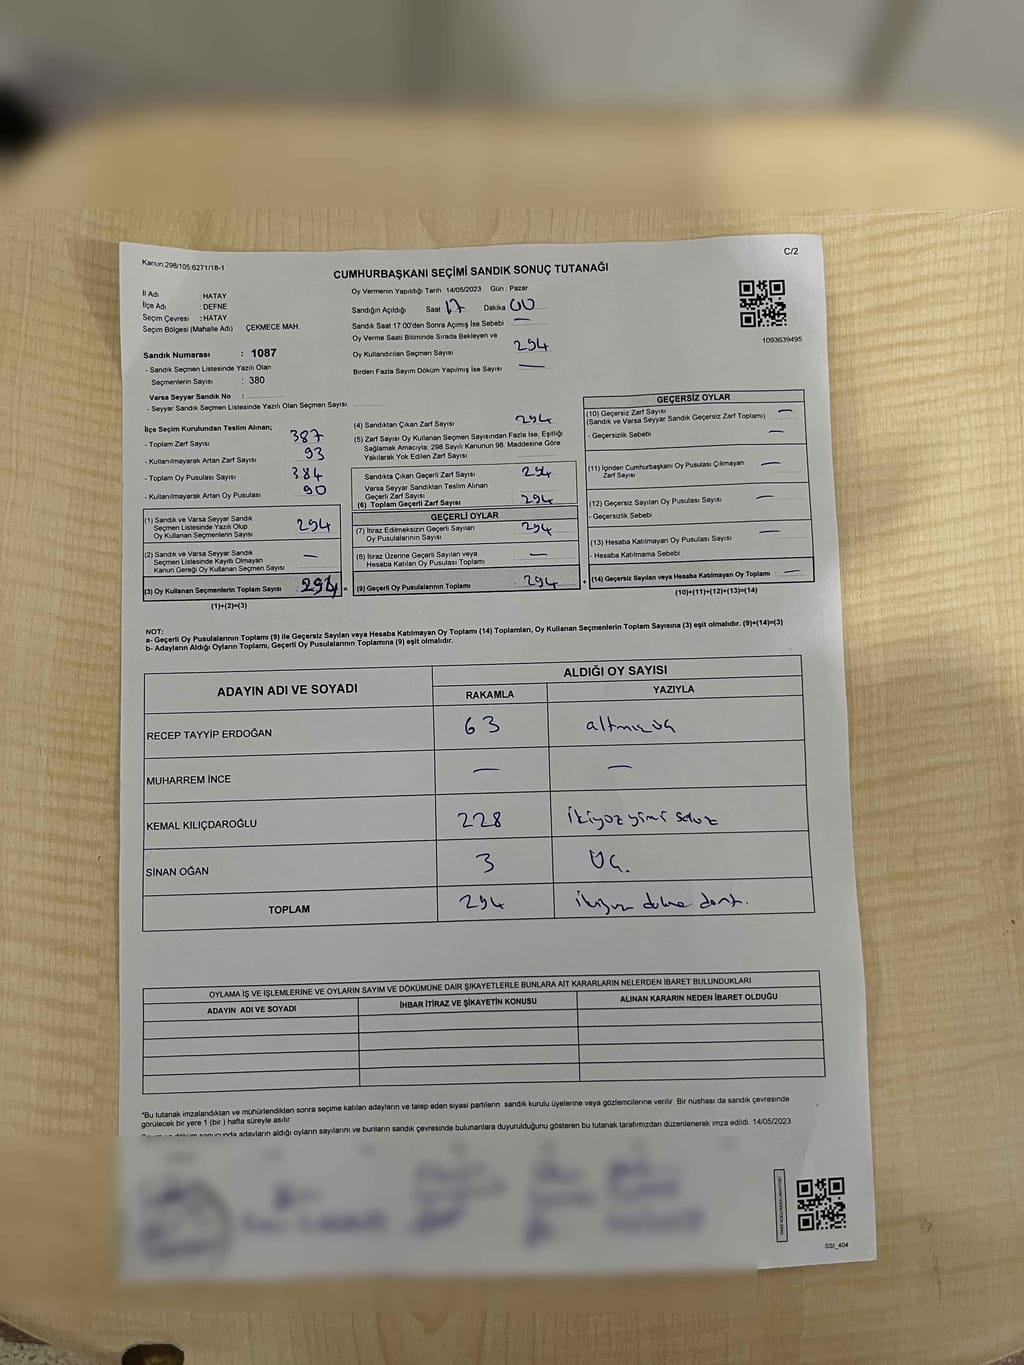 Kanun:298/105;6271/18-1
C/2
CUMHURBAŞKANI SEÇİMİ SANDIK SONUÇ TUTANAĞI
İl Adı : HATAY
İlçe Adı : DEFNE
Seçim Çevresi : HATAY
Seçim Bölgesi (Mahalle Adı) ÇEKMECE MAH.
Sandık Numarası : 1087
- Sandık Seçmen Listesinde Yazılı Olan
Seçmenlerin Sayısı : 380
Varsa Seyyar Sandık No :
- Seyyar Sandık Seçmen Listesinde Yazılı Olan Seçmen Sayısı:
Oy Vermenin Yapıldığı Tarih :14/05/2023 Gün : Pazar
Sandığın Açıldığı Saat 17 Dakika 00
Sandık Saat 17:00'den Sonra Açımış İse Sebebi : —
Oy Verme Saati Bitiminde Sırada Bekleyen ve
Oy Kullandırılan Seçmen Sayısı 294
Birden Fazla Sayım Döküm Yapılmış İse Sayısı : —
1093639495
İlçe Seçim Kurulundan Teslim Alınan;
- Toplam Zarf Sayısı 387
- Kullanılmayarak Artan Zarf Sayısı 93
- Toplam Oy Pusulası Sayısı 384
- Kullanılmayarak Artan Oy Pusulası 90
(1) Sandık ve Varsa Seyyar Sandık
Seçmen Listesinde Yazılı Olup
Oy Kullanan Seçmenlerin Sayısı 294
(2) Sandık ve Varsa Seyyar Sandık
Seçmen Listesinde Kayıtlı Olmayan
Kanun Gereği Oy Kullanan Seçmen Sayısı —
(3) Oy Kullanan Seçmenlerin Toplam Sayısı : 294 =
(1)+(2)=(3)
(4) Sandıktan Çıkan Zarf Sayısı 294
(5) Zarf Sayısı Oy Kullanan Seçmen Sayısından Fazla İse, Eşitliği
Sağlamak Amacıyla, 298 Sayılı Kanunun 98. Maddesine Göre
Yakılarak Yok Edilen Zarf Sayısı
Sandıkta Çıkan Geçerli Zarf Sayısı 294
Varsa Seyyar Sandıktan Teslim Alınan
Geçerli Zarf Sayısı
(6) Toplam Geçerli Zarf Sayısı 294
GEÇERLİ OYLAR
(7) İtiraz Edilmeksizin Geçerli Sayılan
Oy Pusulalarının Sayısı 294
(8) İtiraz Üzerine Geçerli Sayılan veya
Hesaba Katılan Oy Pusulası Toplamı —
(9) Geçerli Oy Pusulalarının Toplamı : 294 +
GEÇERSİZ OYLAR
(10) Geçersiz Zarf Sayısı —
(Sandık ve Varsa Seyyar Sandık Geçersiz Zarf Toplamı)
- Geçersizlik Sebebi —
(11) İçinden Cumhurbaşkanı Oy Pusulası Çıkmayan —
Zarf Sayısı
(12) Geçersiz Sayılan Oy Pusulası Sayısı —
- Geçersizlik Sebebi
(13) Hesaba Katılmayan Oy Pusulası Sayısı —
- Hesaba Katılmama Sebebi
(14) Geçersiz Sayılan veya Hesaba Katılmayan Oy Toplamı —
(10)+(11)+(12)+(13)=(14)
NOT:
a- Geçerli Oy Pusulalarının Toplamı (9) ile Geçersiz Sayılan veya Hesaba Katılmayan Oy Toplamı (14) Toplamları, Oy Kullanan Seçmenlerin Toplam Sayısına (3) eşit olmalıdır. (9)+(14)=(3)
b- Adayların Aldığı Oyların Toplamı, Geçerli Oy Pusulalarının Toplamına (9) eşit olmalıdır.
ADAYIN ADI VE SOYADI ALDIĞI OY SAYISI
RAKAMLA YAZIYLA
RECEP TAYYİP ERDOĞAN 63 altmış üç
MUHARREM İNCE — —
KEMAL KILIÇDAROĞLU 228 ikiyüz yirmi sekiz
SİNAN OĞAN 3 ÜÇ.
TOPLAM 294 ikiyüz doksan dört.
OYLAMA İŞ VE İŞLEMLERİNE VE OYLARIN SAYIM VE DÖKÜMÜNE DAİR ŞİKAYETLERLE BUNLARA AİT KARARLARIN NELERDEN İBARET BULUNDUKLARI
ADAYIN ADI VE SOYADI İHBAR İTİRAZ VE ŞİKAYETİN KONUSU ALINAN KARARIN NEDEN İBARET OLDUĞU
*Bu tutanak imzalandıktan ve mühürlendikten sonra seçime katılan adayların ve talep eden siyasi partilerin sandık kurulu üyelerine veya gözlemcilerine verilir. Bir nüshası da sandık çevresinde
görülecek bir yere 1 (bir ) hafta süreyle asılır.
adayların aldığı oyların sayılarını ve bunların sandık çevresinde bulunanlara duyurulduğunu gösteren bu tutanak tarafımızdan düzenlenerek imza edildi. 14/05/2023
SSI_404